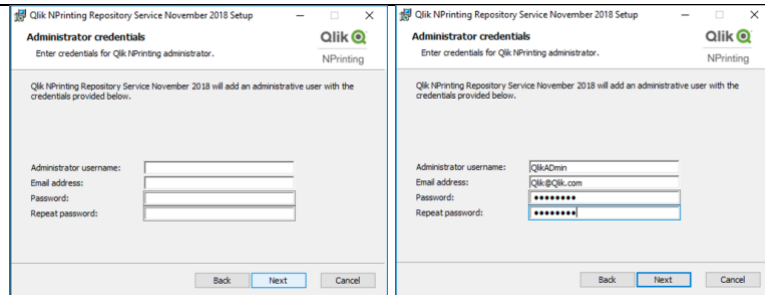 Qlik NPrinting Repository Service November 2018 Setup
Administrator credentials
Enter credentials for Qlik NPrinting administrator.
Qlik
NPrinting
Qlik NPrinting Repository Service November 2018 will add an administrative user with the
credentials provided below.
Administrator username:
Email address:
Password:
Repeat password:
Back Next Cancel
Qlik NPrinting Repository Service November 2018 Setup
Administrator credentials
Enter credentials for Qlik NPrinting administrator.
Qlik
NPrinting
Qlik NPrinting Repository Service November 2018 will add an administrative user with the
credentials provided below.
Administrator username: QlikADmin
Email address: Qlik@Qlik.com
Password: ••••••••
Repeat password: ••••••••
Back Next Cancel